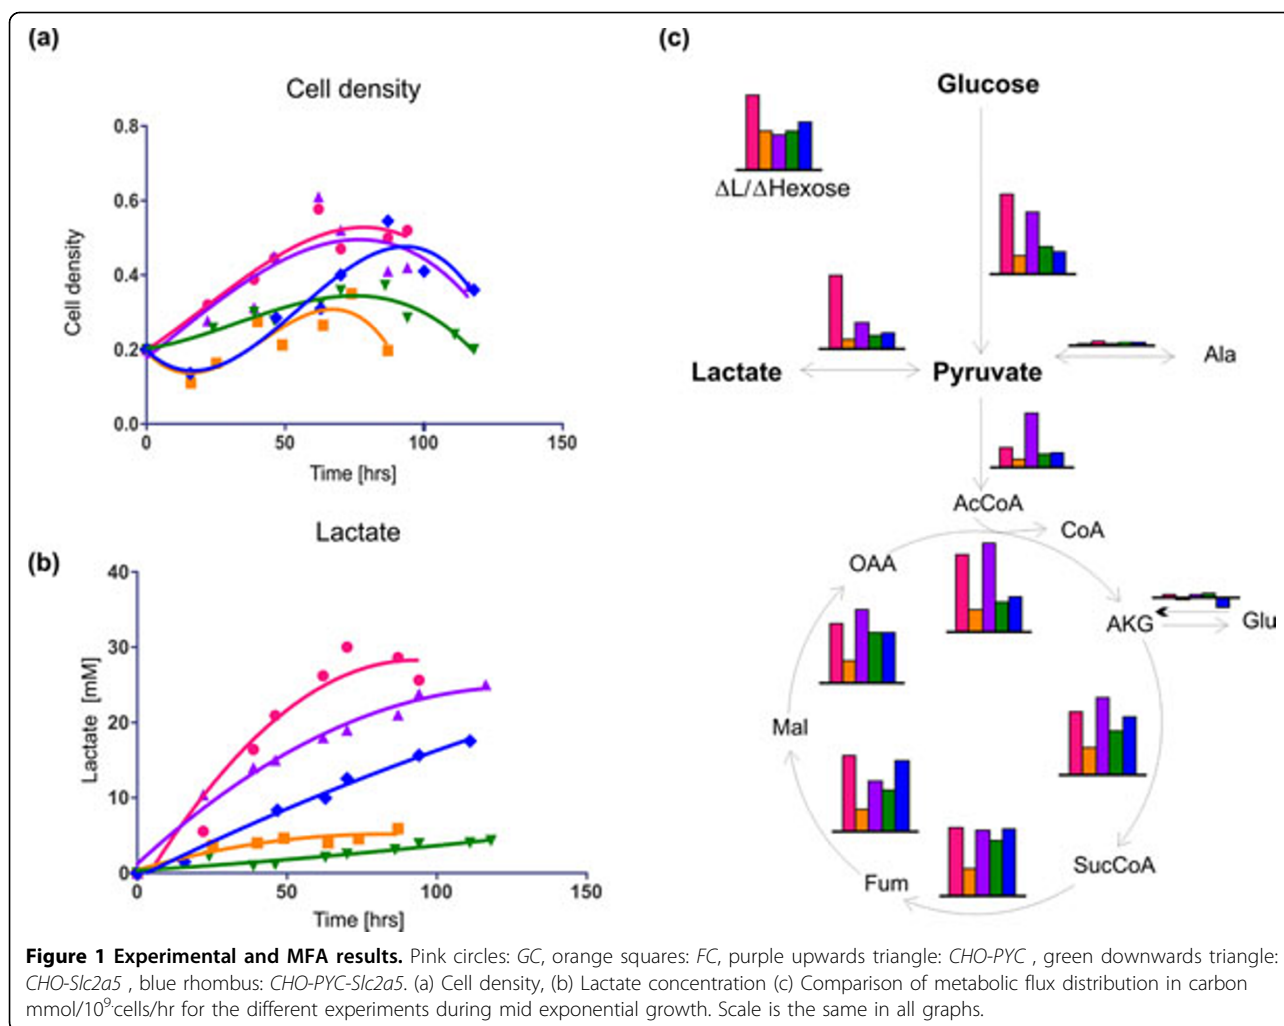 (a)
Cell density
0.8
0.6
0.4
0.2
0.0
Cell density
0
50
100
150
Time [hrs]
Lactate
(b)
40
30
20
10
0
Lactate [mM]
0
50
100
150
Time [hrs]
(c)
Glucose
ΔL/ΔHexose
Lactate
Pyruvate
Ala
AcCoA
CoA
OAA
AKG
Glu
Mal
SucCoA
Fum
Figure 1 Experimental and MFA results. Pink circles: GC, orange squares: FC, purple upwards triangle: CHO-PYC , green downwards triangle:
CHO-Slc2a5 , blue rhombus: CHO-PYC-Slc2a5. (a) Cell density, (b) Lactate concentration (c) Comparison of metabolic flux distribution in carbon
mmol/10⁹·cells/hr for the different experiments during mid exponential growth. Scale is the same in all graphs.